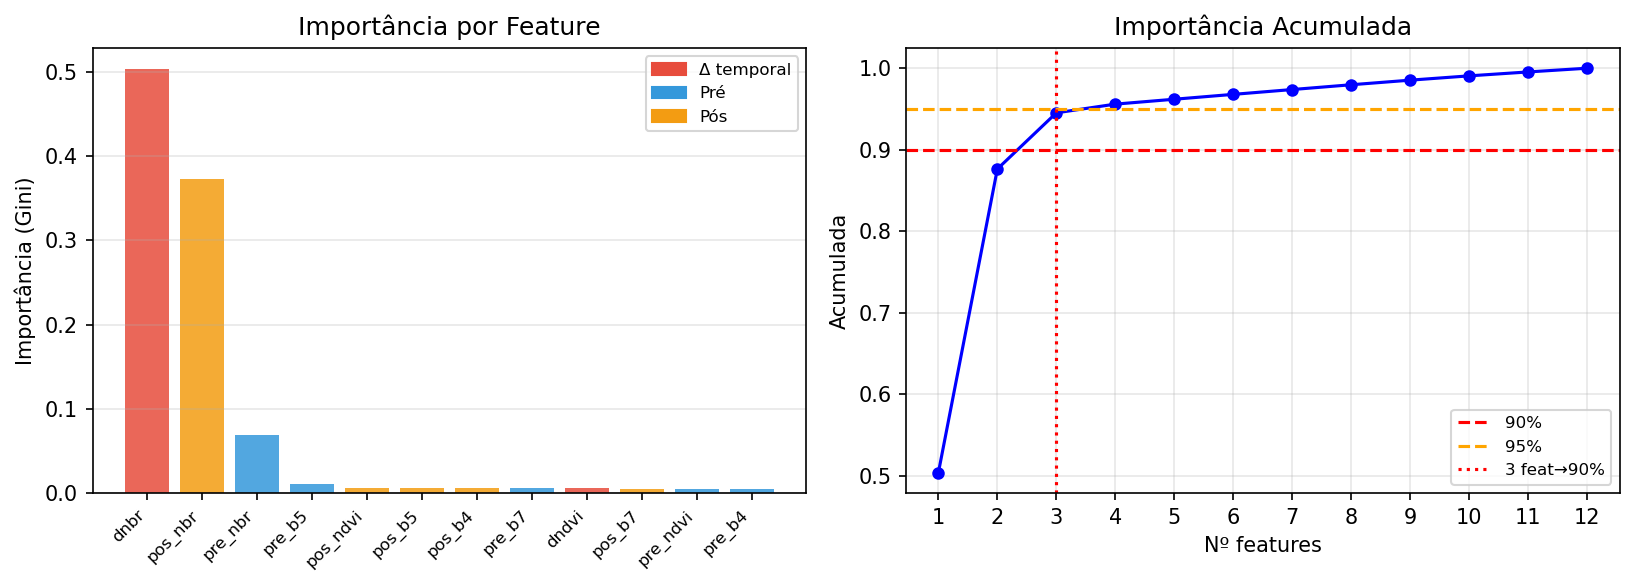 Importância por Feature
Importância (Gini)
0.5
0.4
0.3
0.2
0.1
0.0
Δ temporal
Pré
Pós
dnbr
pos_nbr
pre_nbr
pre_b5
pos_ndvi
pos_b5
pos_b4
pre_b7
dndvi
pos_b7
pre_ndvi
pre_b4
Importância Acumulada
Acumulada
1.0
0.9
0.8
0.7
0.6
0.5
90%
95%
3 feat→90%
1 2 3 4 5 6 7 8 9 10 11 12
Nº features